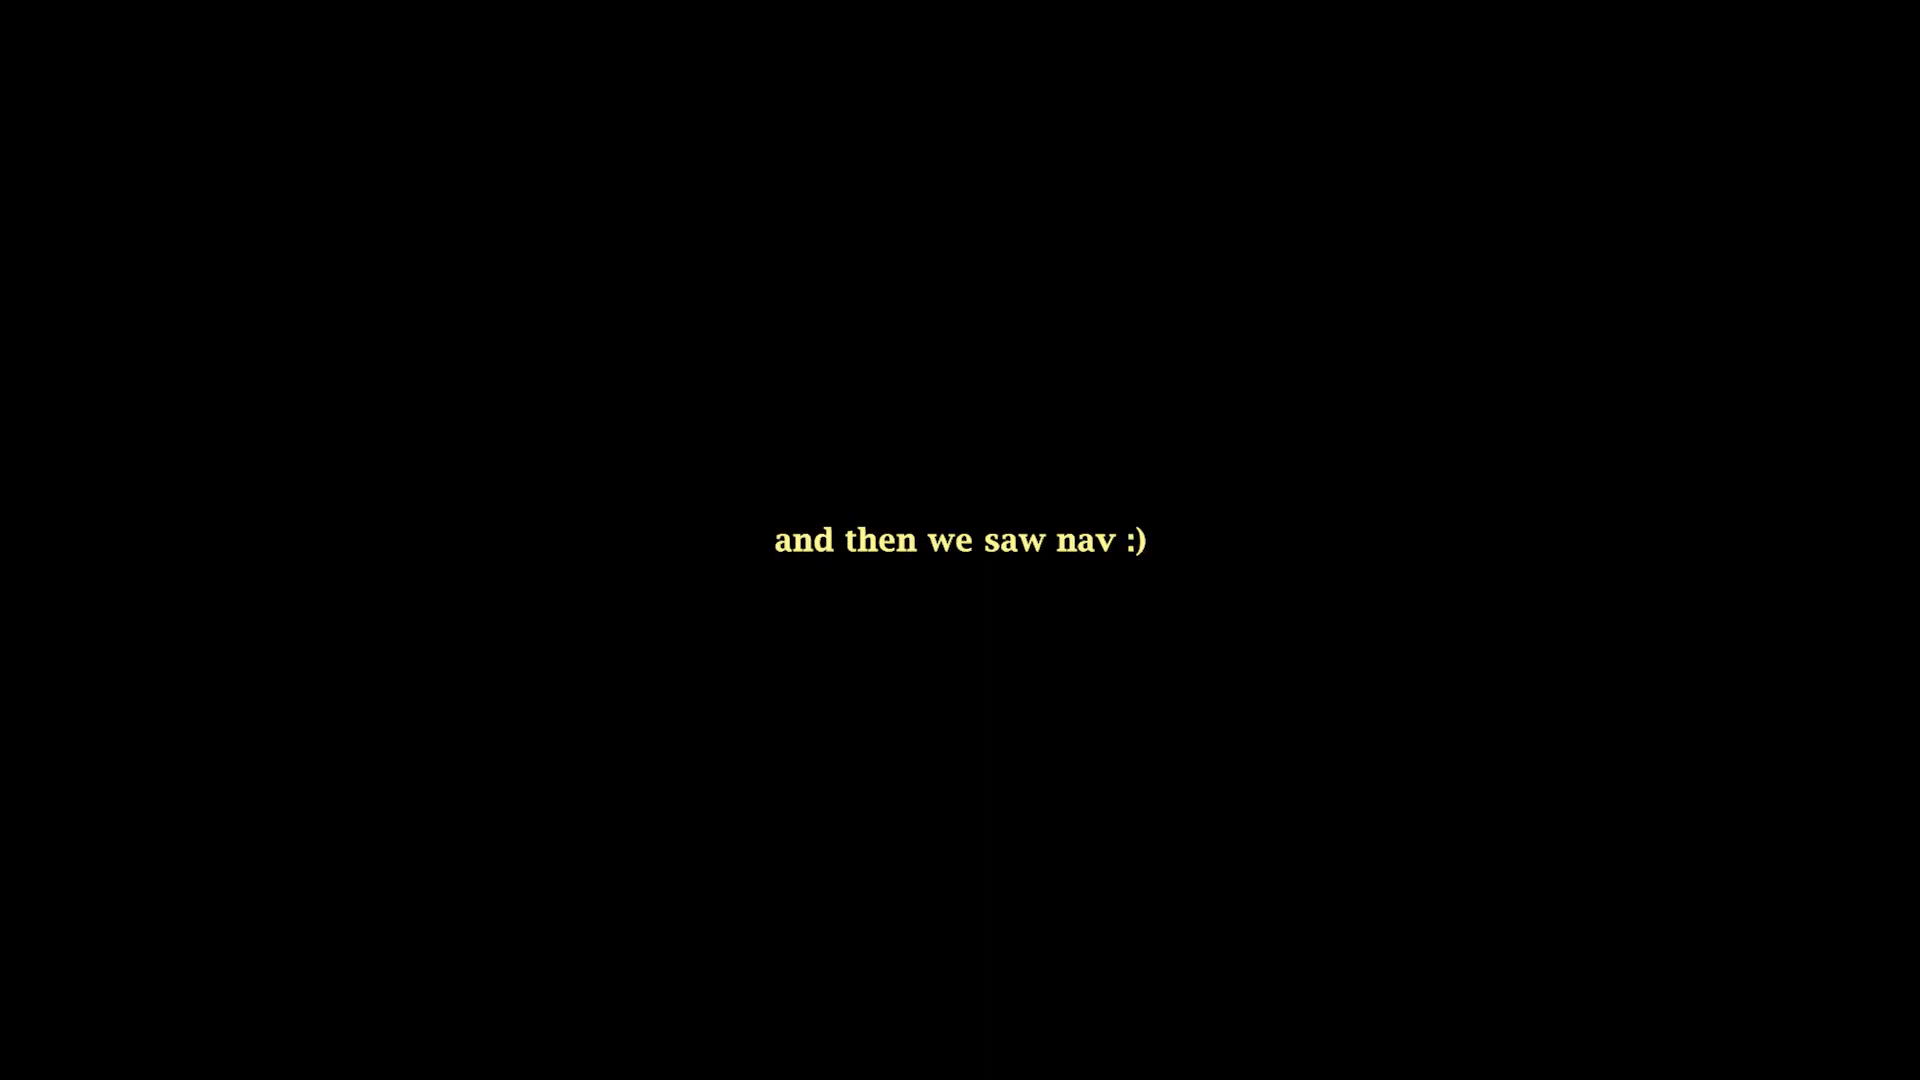 and then we saw nav :)